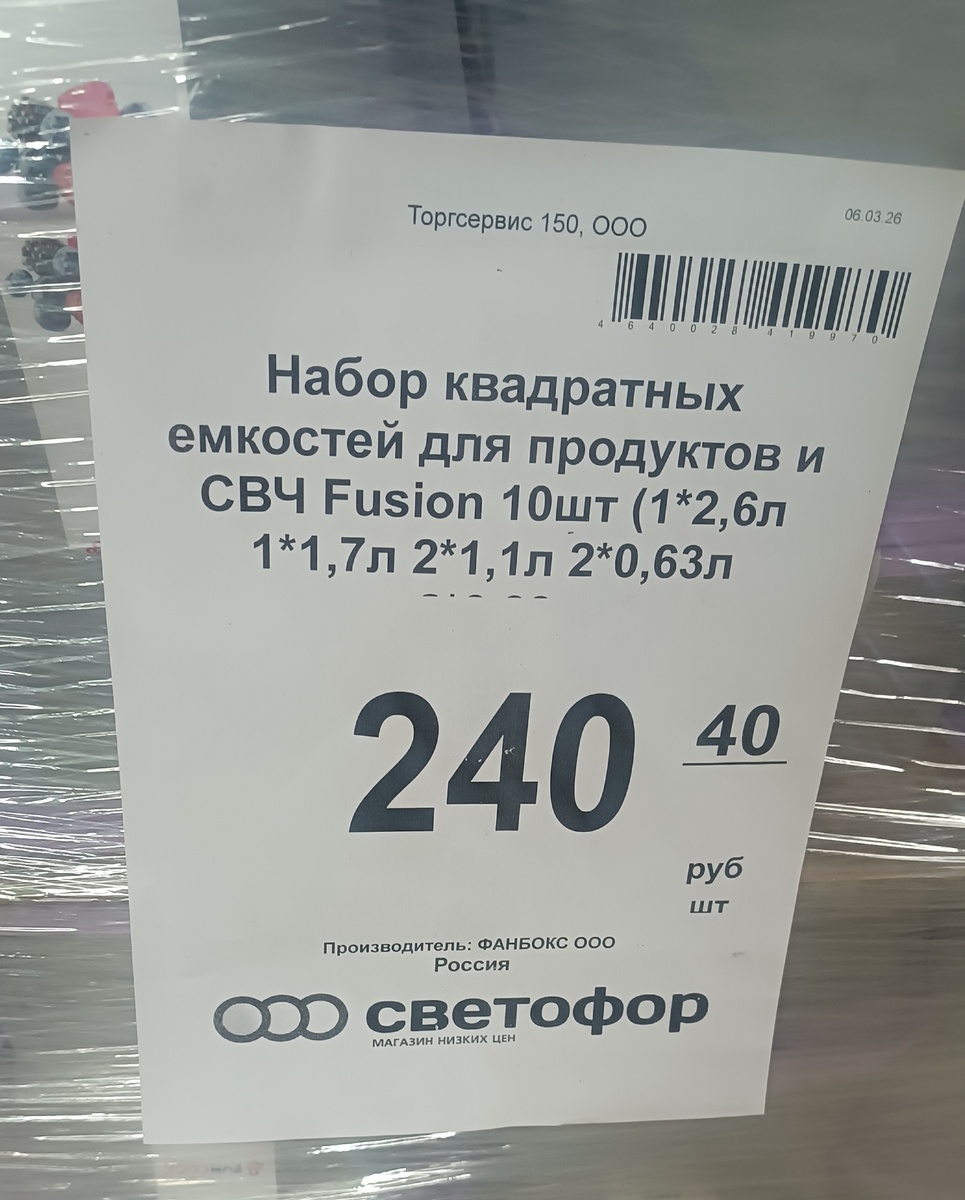 Торгсервис 150, ООО
06.03.26
4640028419970
Набор квадратных
емкостей для продуктов и
СВЧ Fusion 10шт (1*2,6л
1*1,7л 2*1,1л 2*0,63л
240 40
руб
шт
Производитель: ФАНБОКС ООО
Россия
светофор
МАГАЗИН НИЗКИХ ЦЕН